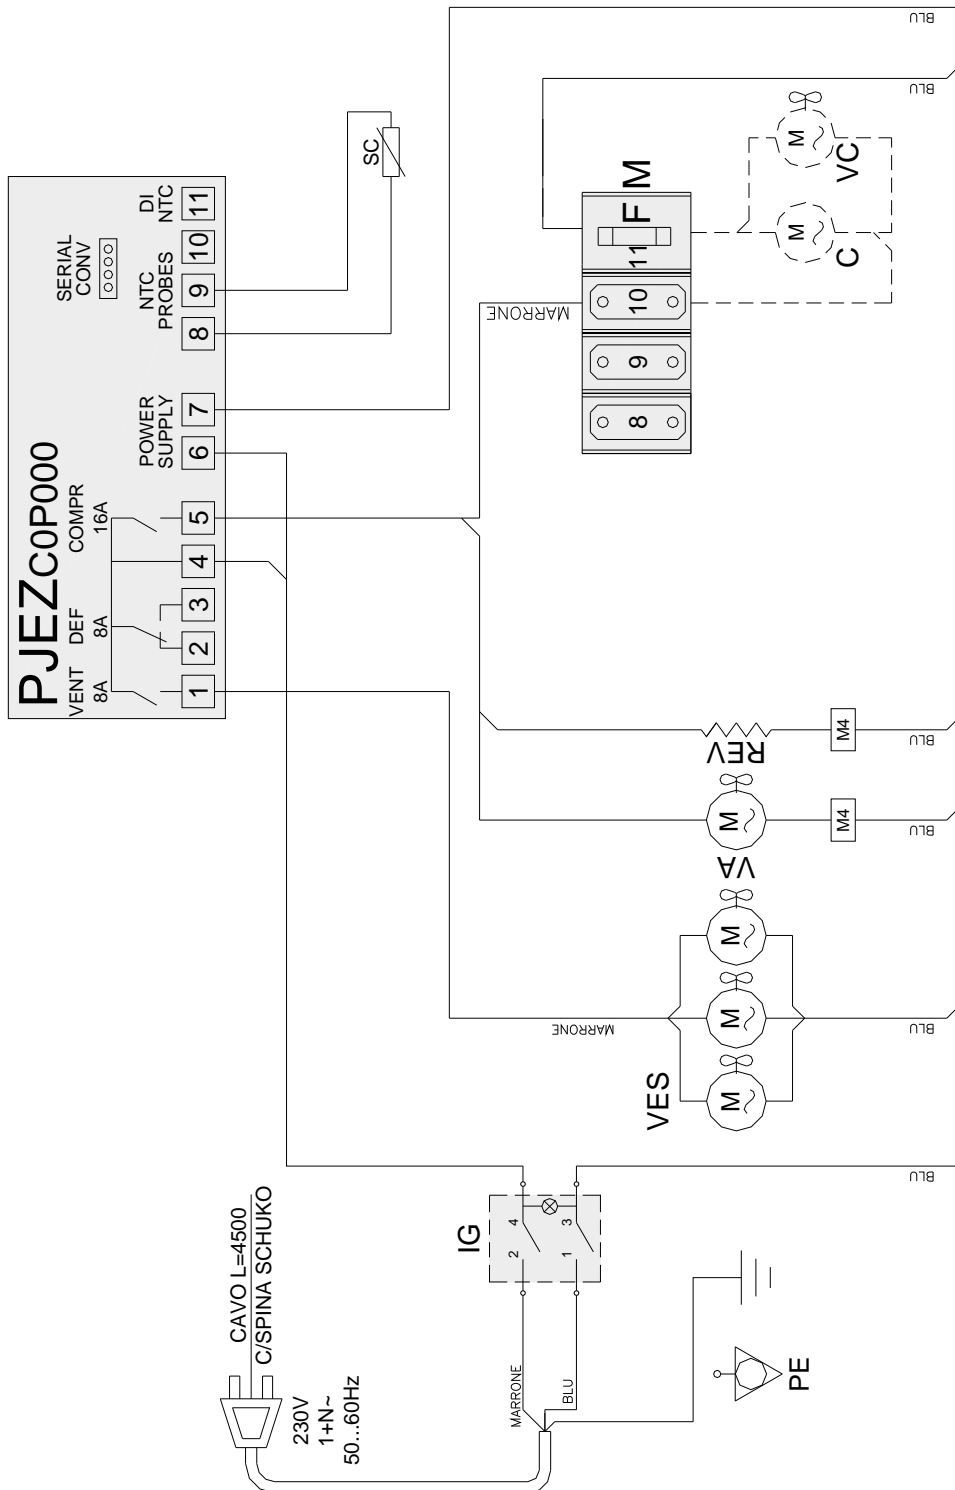 PJEZC0P000
VENT
8A
DEF
8A
COMPR
16A
POWER
SUPPLY
NTC
PROBES
DI
NTC
SERIAL
CONV
1
2
3
4
5
6
7
8
9
10
11
SC
CAVO L=4500
C/SPINA SCHUKO
230V
1+N~
50...60Hz
MARRONE
BLU
IG
2
4
1
3
PE
VES
M
M
M
MARRONE
VA
M
REV
M4
M4
MARRONE
8
9
10
11
F
M
C
M
VC
M
BLU
BLU
BLU
BLU
BLU
BLU